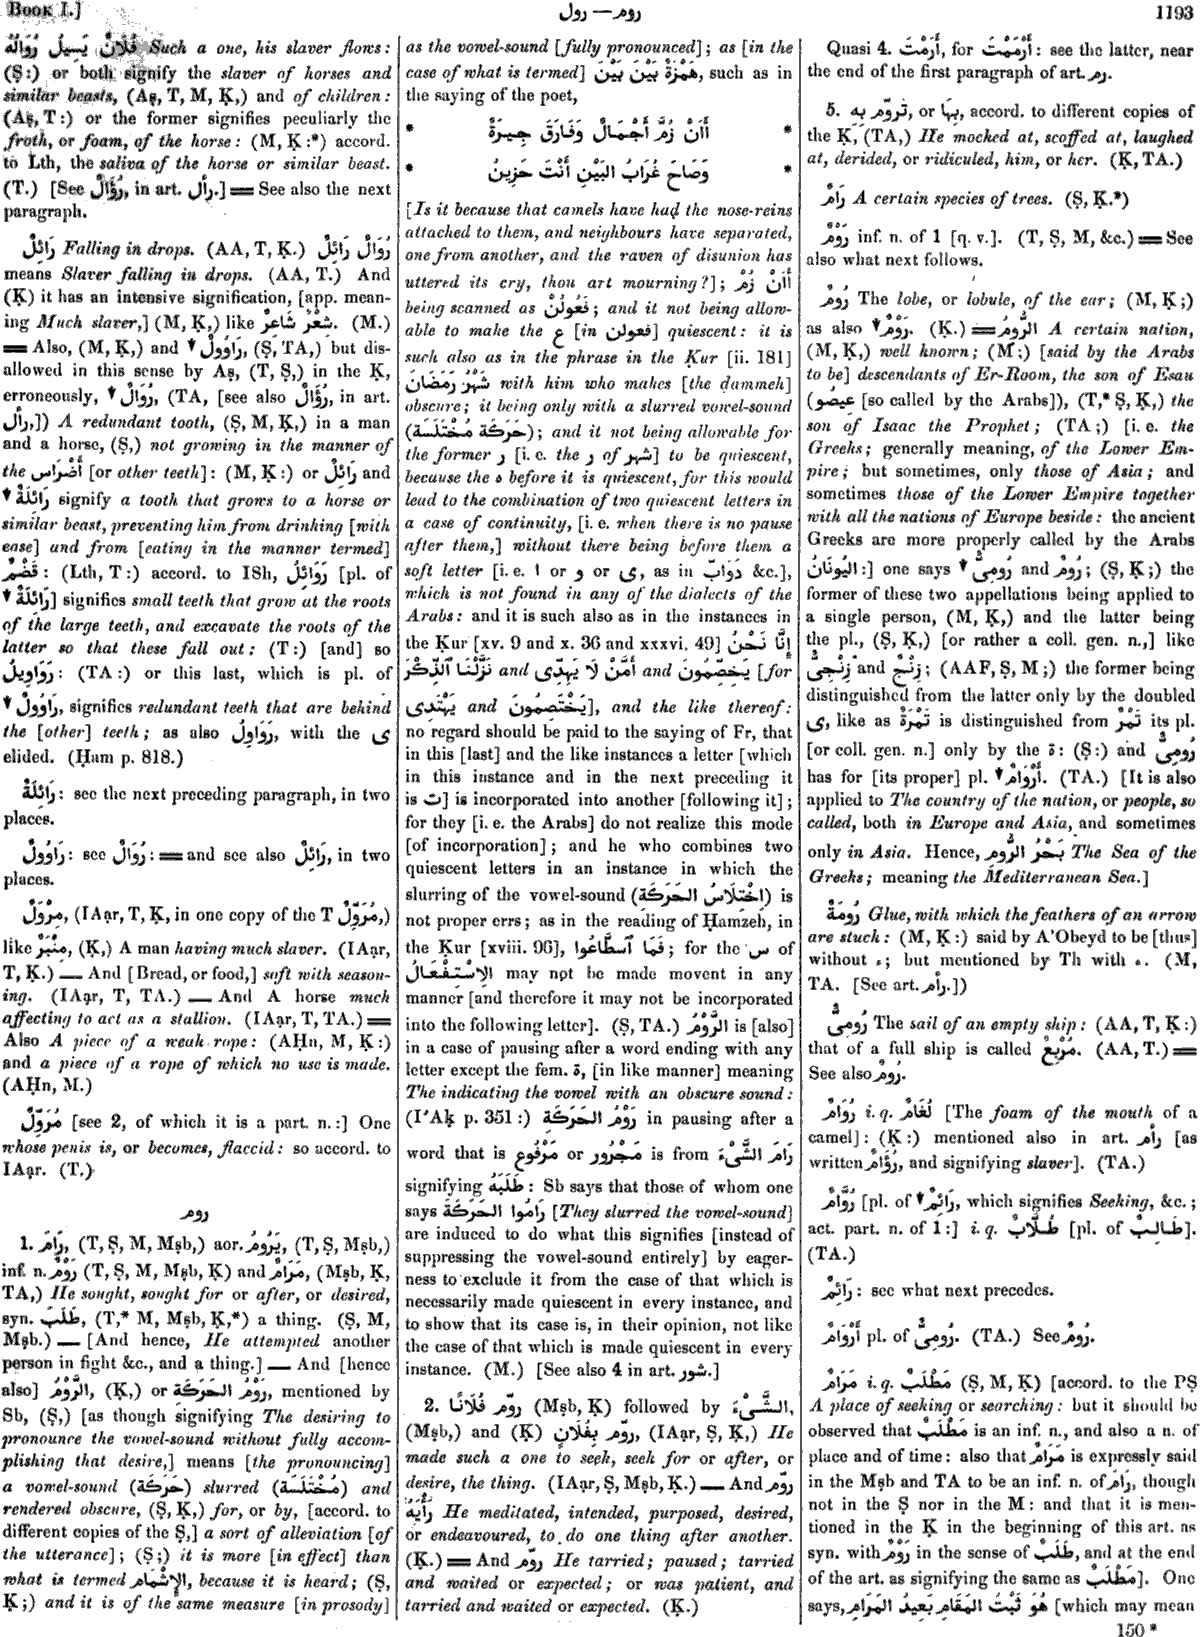 BOOK I.]
روم — رول
1193
فُلَانٌ يَسِيلُ رُوَالُهُ Such a one, his slaver flows:
(Ṣ:) or both signify the slaver of horses and
similar beasts, (Aṣ, T, M, Ḳ,) and of children:
(Aṣ, T:) or the former signifies peculiarly the
froth, or foam, of the horse: (M, Ḳ:*) accord.
to Lth, the saliva of the horse or similar beast.
(T.) [See رُؤَالٌ, in art. رأل.] ═ See also the next
paragraph.
رَائِلٌ Falling in drops. (AA, T, Ḳ.) رُوَالٌ رَائِلٌ
means Slaver falling in drops. (AA, T.) And
(Ḳ) it has an intensive signification, [app. mean-
ing Much slaver,] (M, Ḳ,) like شِعْرٌ شَاعِرٌ. (M.)
═ Also, (M, Ḳ,) and ▼ رَاوُولٌ, (Ṣ, TA,) but dis-
allowed in this sense by Aṣ, (T, Ṣ,) in the Ḳ,
erroneously, ▼ رُوَالٌ, (TA, [see also رُؤَالٌ, in art.
رأل,]) A redundant tooth, (Ṣ, M, Ḳ,) in a man
and a horse, (Ṣ,) not growing in the manner of
the أَضْرَاس [or other teeth]: (M, Ḳ:) or رَائِلٌ and
▼ رَائِلَةٌ signify a tooth that grows to a horse or
similar beast, preventing him from drinking [with
ease] and from [eating in the manner termed]
قَضْمٌ: (Lth, T:) accord. to ISh, رَوَائِلُ [pl. of
▼ رَائِلَةٌ] signifies small teeth that grow at the roots
of the large teeth, and excavate the roots of the
latter so that these fall out: (T:) [and] so
رَوَاوِيلُ: (TA:) or this last, which is pl. of
▼ رَاوُولٌ, signifies redundant teeth that are behind
the [other] teeth; as also رَوَاوِلُ, with the ى
elided. (Ḥam p. 818.)
رَائِلَةٌ: see the next preceding paragraph, in two
places.
رَاوُولٌ: see رُوَالٌ: ═ and see also رَائِلٌ, in two
places.
مِرْوَلٌ, (IAạr, T, Ḳ, in one copy of the T مُرَوِّلٌ,)
like مِنْبَرٌ, (Ḳ,) A man having much slaver. (IAạr,
T, Ḳ.) — And [Bread, or food,] soft with season-
ing. (IAạr, T, TA.) — And A horse much
affecting to act as a stallion. (IAạr, T, TA.) ═
Also A piece of a weak rope: (AḤn, M, Ḳ:)
and a piece of a rope of which no use is made.
(AḤn, M.)
مُرَوِّلٌ [see 2, of which it is a part. n.:] One
whose penis is, or becomes, flaccid: so accord. to
IAạr. (T.)
روم
1. رَامَ, (T, Ṣ, M, Mṣb,) aor. يَرُومُ, (T, Ṣ, Mṣb,)
inf. n. رَوْمٌ (T, Ṣ, M, Mṣb, Ḳ) and مَرَامٌ, (Mṣb, Ḳ,
TA,) He sought, sought for or after, or desired,
syn. طَلَبَ, (T,* M, Mṣb, Ḳ,*) a thing. (Ṣ, M,
Mṣb.) — [And hence, He attempted another
person in fight &c., and a thing.] — And [hence
also] الرَّوْمُ, (Ḳ,) or رَوْمُ الحَرَكَةِ, mentioned by
Sb, (Ṣ,) [as though signifying The desiring to
pronounce the vowel-sound without fully accom-
plishing that desire,] means [the pronouncing]
a vowel-sound (حَرَكَة) slurred (مُخْتَلَسَة) and
rendered obscure, (Ṣ, Ḳ,) for, or by, [accord. to
different copies of the Ṣ,] a sort of alleviation [of
the utterance]; (Ṣ;) it is more [in effect] than
what is termed الإِشْمَام, because it is heard; (Ṣ,
Ḳ;) and it is of the same measure [in prosody]
as the vowel-sound [fully pronounced]; as [in the
case of what is termed] هَمْزَةٌ بَيْنَ بَيْنَ, such as in
the saying of the poet,
* أَأَنْ زُمَّ أَجْمَالٌ وَفَارَقَ جِيرَةٌ *
* وَصَاحَ غُرَابُ البَيْنِ أَنْتَ حَزِينُ *
[Is it because that camels have had the nose-reins
attached to them, and neighbours have separated,
one from another, and the raven of disunion has
uttered its cry, thou art mourning?]; أَأَنْ زُمْ
being scanned as فَعُولُنْ; and it not being allow-
able to make the ع [in فعولن] quiescent: it is
such also as in the phrase in the Ḳur [ii. 181]
شَهْرُ رَمَضَانَ with him who makes [the ḍammeh]
obscure; it being only with a slurred vowel-sound
(حَرَكَة مُخْتَلَسَة); and it not being allowable for
the former ر [i. e. the ر of شهر] to be quiescent,
because the ه before it is quiescent, for this would
lead to the combination of two quiescent letters in
a case of continuity, [i. e. when there is no pause
after them,] without there being before them a
soft letter [i. e. ا or و or ى, as in دَوَابّ &c.],
which is not found in any of the dialects of the
Arabs: and it is such also as in the instances in
the Ḳur [xv. 9 and x. 36 and xxxvi. 49] إِنَّا نَحْنُ
نَزَّلْنَا ٱلذِّكْرَ and أَمَّنْ لَا يَهِدِّى and يَخِصِّمُونَ [for
يَهْتَدِى and يَخْتَصِمُونَ], and the like thereof:
no regard should be paid to the saying of Fr, that
in this [last] and the like instances a letter [which
in this instance and in the next preceding it
is ت] is incorporated into another [following it];
for they [i. e. the Arabs] do not realize this mode
[of incorporation]; and he who combines two
quiescent letters in an instance in which the
slurring of the vowel-sound (اخْتِلَاسُ الحَرَكَةِ) is
not proper errs; as in the reading of Ḥamzeh, in
the Ḳur [xviii. 96], فَمَا ٱسْطَّاعُوا; for the س of
الاِسْتِفْعَالُ may not be made movent in any
manner [and therefore it may not be incorporated
into the following letter]. (Ṣ, TA.) الرَّوْمُ is [also]
in a case of pausing after a word ending with any
letter except the fem. ة, [in like manner] meaning
The indicating the vowel with an obscure sound:
(I'Aḳ p. 351:) رَوْمُ الحَرَكَةِ in pausing after a
word that is مَرْفُوع or مَجْرُور is from رَامَ الشَّىْءَ
signifying طَلَبَهُ: Sb says that those of whom one
says رَامُوا الحَرَكَةَ [They slurred the vowel-sound]
are induced to do what this signifies [instead of
suppressing the vowel-sound entirely] by eager-
ness to exclude it from the case of that which is
necessarily made quiescent in every instance, and
to show that its case is, in their opinion, not like
the case of that which is made quiescent in every
instance. (M.) [See also 4 in art. شور.]
2. رَوَّمَ فُلَانًا (Mṣb, Ḳ) followed by الشَّىْءَ,
(Mṣb,) and (Ḳ) رَوَّمَ بِفُلَانٍ, (IAạr, Ṣ, Ḳ,) He
made such a one to seek, seek for or after, or
desire, the thing. (IAạr, Ṣ, Mṣb, Ḳ.) — And رَوَّمَ
رَأْيَهُ He meditated, intended, purposed, desired,
or endeavoured, to do one thing after another.
(Ḳ.) ═ And رَوَّمَ He tarried; paused; tarried
and waited or expected; or was patient, and
tarried and waited or expected. (Ḳ.)
Quasi 4. أَرَمْتَ, for أَرْمَهْتَ: see the latter, near
the end of the first paragraph of art. رم.
5. تَرَوَّمَ بِهِ, or بِهَا, accord. to different copies of
the Ḳ, (TA,) He mocked at, scoffed at, laughed
at, derided, or ridiculed, him, or her. (Ḳ, TA.)
رَامٌ A certain species of trees. (Ṣ, Ḳ.*)
رَوْمٌ inf. n. of 1 [q. v.]. (T, Ṣ, M, &c.) ═ See
also what next follows.
رُومٌ The lobe, or lobule, of the ear; (M, Ḳ;)
as also ▼ رَوْمٌ. (Ḳ.) ═ الرُّومُ A certain nation,
(M, Ḳ,) well known; (M;) [said by the Arabs
to be] descendants of Er-Room, the son of Esau
(عِيصُو [so called by the Arabs]), (T,* Ṣ, Ḳ,) the
son of Isaac the Prophet; (TA;) [i. e. the
Greeks; generally meaning, of the Lower Em-
pire; but sometimes, only those of Asia; and
sometimes those of the Lower Empire together
with all the nations of Europe beside: the ancient
Greeks are more properly called by the Arabs
اليُونَانُ:] one says ▼ رُومِىٌّ and رُومٌ; (Ṣ, Ḳ;) the
former of these two appellations being applied to
a single person, (M, Ḳ,) and the latter being
the pl., (Ṣ, Ḳ,) [or rather a coll. gen. n.,] like
زِنْجِىٌّ and زِنْجٌ; (AAF, Ṣ, M;) the former being
distinguished from the latter only by the doubled
ى, like as تَمْرَةٌ is distinguished from تَمْرٌ its pl.
[or coll. gen. n.] only by the ة: (Ṣ:) and رُومِىٌّ
has for [its proper] pl. ▼ أَرْوَامٌ. (TA.) [It is also
applied to The country of the nation, or people, so
called, both in Europe and Asia, and sometimes
only in Asia. Hence, بَحْرُ الرُّومِ The Sea of the
Greeks; meaning the Mediterranean Sea.]
رُومَةٌ Glue, with which the feathers of an arrow
are stuck: (M, Ḳ:) said by A'Obeyd to be [thus]
without ء; but mentioned by Th with ء. (M,
TA. [See art. رأم.])
رُومِىٌّ The sail of an empty ship: (AA, T, Ḳ:)
that of a full ship is called مُرْبِعٌ. (AA, T.) ═
See also رُومٌ.
رُوَامٌ i. q. لُغَامٌ [The foam of the mouth of a
camel]: (Ḳ:) mentioned also in art. رأم [as
written رُؤَامٌ, and signifying slaver]. (TA.)
رُوَّامٌ [pl. of ▼ رَائِمٌ, which signifies Seeking, &c.;
act. part. n. of 1:] i. q. طُلَّابٌ [pl. of طَالِبٌ].
(TA.)
رَائِمٌ: see what next precedes.
أَرْوَامٌ pl. of رُومِىٌّ. (TA.) See رُومٌ.
مَرَامٌ i. q. مَطْلَبٌ (Ṣ, M, Ḳ) [accord. to the PṢ
A place of seeking or searching: but it should be
observed that مَطْلَبٌ is an inf. n., and also a n. of
place and of time: also that مَرَامٌ is expressly said
in the Mṣb and TA to be an inf. n. of رَامَ, though
not in the Ṣ nor in the M: and that it is men-
tioned in the Ḳ in the beginning of this art. as
syn. with رَوْمٌ in the sense of طَلَبٌ, and at the end
of the art. as signifying the same as مَطْلَبٌ]. One
says, هُوَ ثَبْتُ المَقَامِ بَعِيدُ المَرَامِ [which may mean
150 *